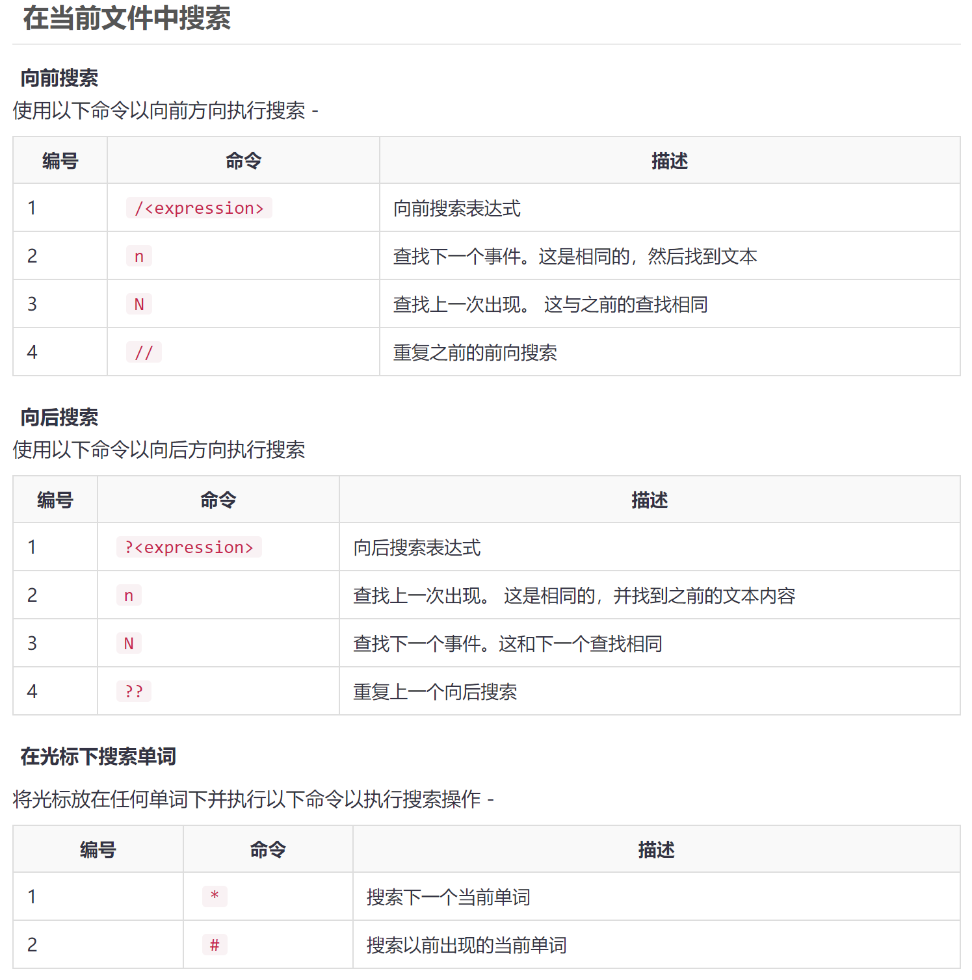 在当前文件中搜索
向前搜索
使用以下命令以向前方向执行搜索 -
编号 命令 描述
1 /<expression> 向前搜索表达式
2 n 查找下一个事件。这是相同的，然后找到文本
3 N 查找上一次出现。 这与之前的查找相同
4 // 重复之前的前向搜索
向后搜索
使用以下命令以向后方向执行搜索
编号 命令 描述
1 ?<expression> 向后搜索表达式
2 n 查找上一次出现。 这是相同的，并找到之前的文本内容
3 N 查找下一个事件。这和下一个查找相同
4 ?? 重复上一个向后搜索
在光标下搜索单词
将光标放在任何单词下并执行以下命令以执行搜索操作 -
编号 命令 描述
1 * 搜索下一个当前单词
2 # 搜索以前出现的当前单词